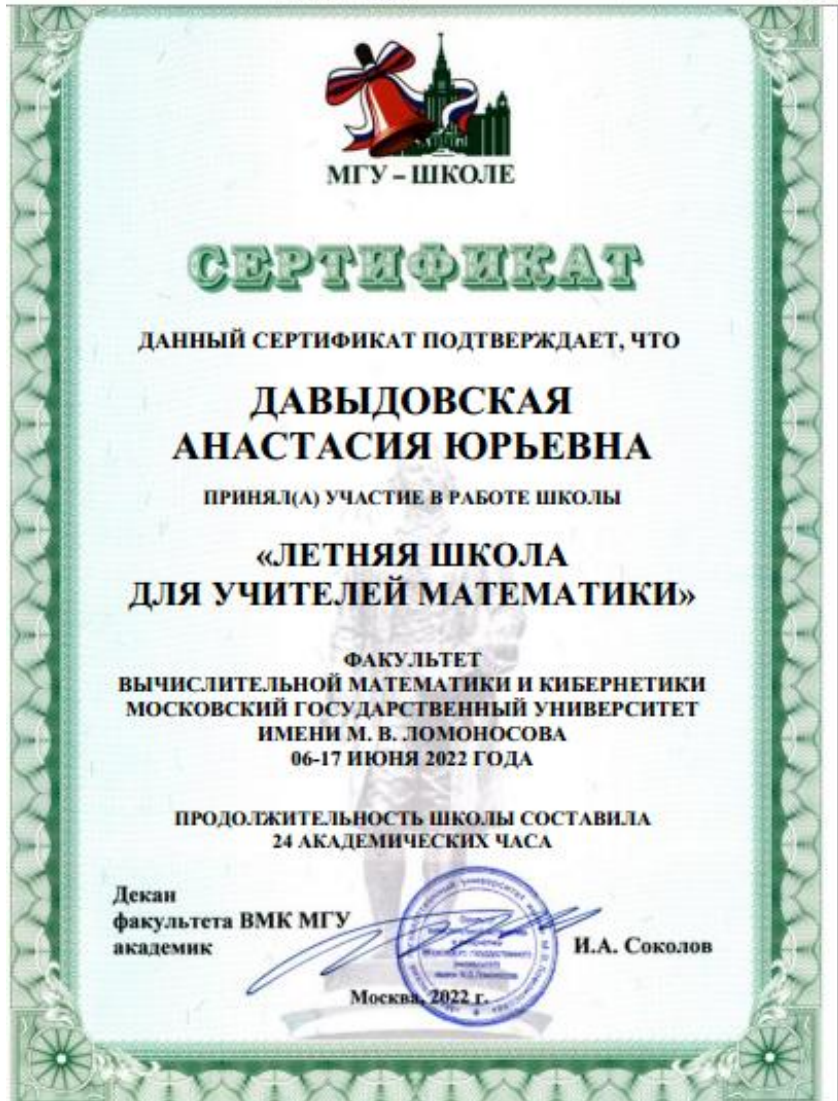 МГУ – ШКОЛЕ
СЕРТИФИКАТ
ДАННЫЙ СЕРТИФИКАТ ПОДТВЕРЖДАЕТ, ЧТО
ДАВЫДОВСКАЯ
АНАСТАСИЯ ЮРЬЕВНА
ПРИНЯЛ(А) УЧАСТИЕ В РАБОТЕ ШКОЛЫ
«ЛЕТНЯЯ ШКОЛА
ДЛЯ УЧИТЕЛЕЙ МАТЕМАТИКИ»
ФАКУЛЬТЕТ
ВЫЧИСЛИТЕЛЬНОЙ МАТЕМАТИКИ И КИБЕРНЕТИКИ
МОСКОВСКИЙ ГОСУДАРСТВЕННЫЙ УНИВЕРСИТЕТ
ИМЕНИ М. В. ЛОМОНОСОВА
06-17 ИЮНЯ 2022 ГОДА
ПРОДОЛЖИТЕЛЬНОСТЬ ШКОЛЫ СОСТАВИЛА
24 АКАДЕМИЧЕСКИХ ЧАСА
Декан
факультета ВМК МГУ
академик
И.А. Соколов
Москва, 2022 г.